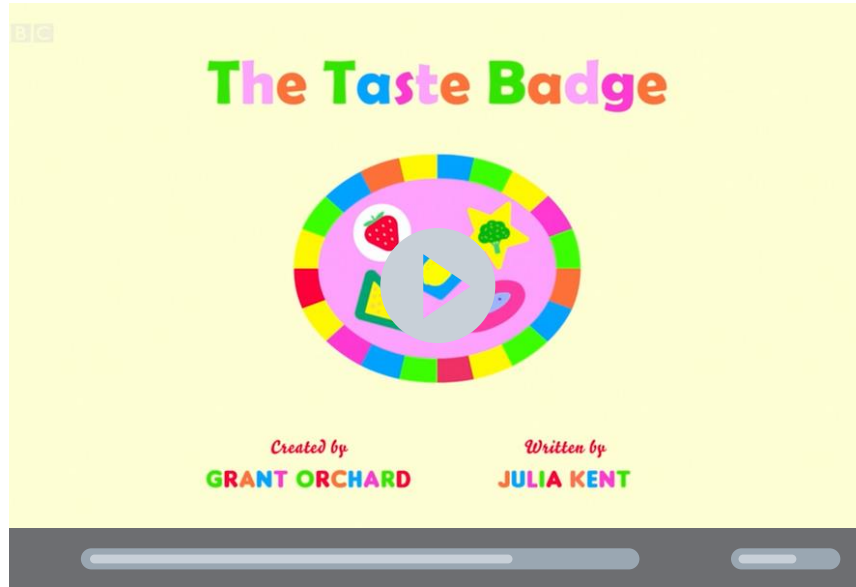 BBC
The Taste Badge
Created by
GRANT ORCHARD
Written by
JULIA KENT